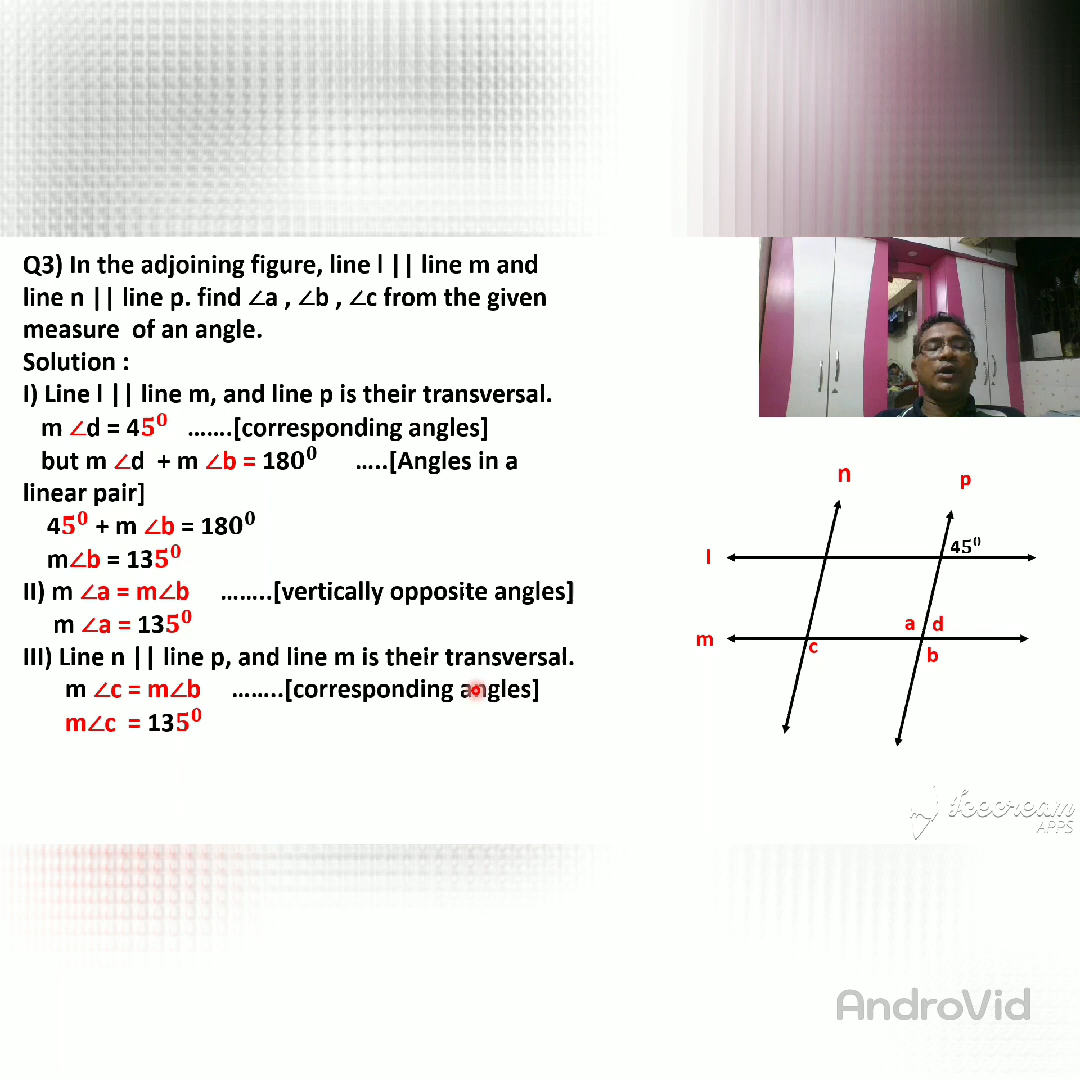 Q3) In the adjoining figure, line l || line m and
line n || line p. find ∠a , ∠b , ∠c from the given
measure of an angle.
Solution :
I) Line l || line m, and line p is their transversal.
m ∠d = 45⁰ .......[corresponding angles]
but m ∠d + m ∠b = 180⁰ .....[Angles in a
linear pair]
45⁰ + m ∠b = 180⁰
m∠b = 135⁰
II) m ∠a = m∠b ........[vertically opposite angles]
m ∠a = 135⁰
III) Line n || line p, and line m is their transversal.
m ∠c = m∠b ........[corresponding angles]
m∠c = 135⁰
n
p
45⁰
l
a d
m
c
b
Icecream
APPS
AndroVid